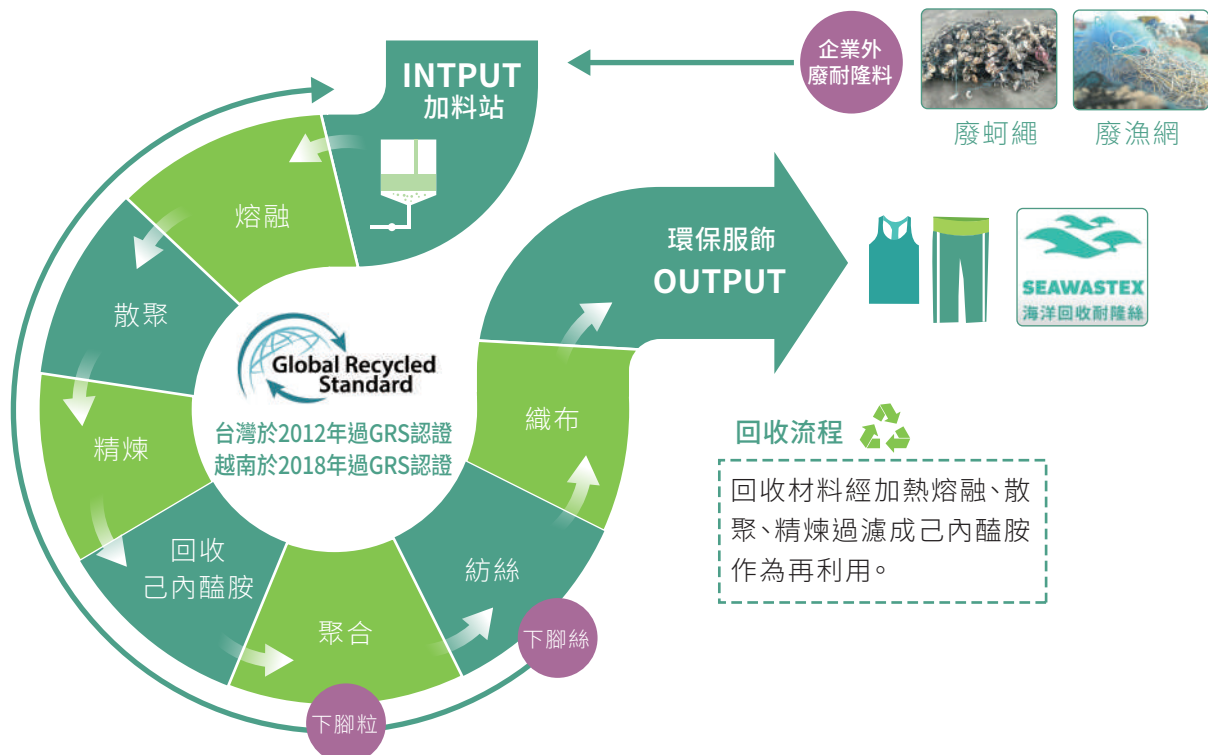 INTPUT
加料站
企業外
廢耐隆料
廢蚵繩
廢漁網
熔融
散聚
精煉
回收
己內醯胺
聚合
紡絲
織布
環保服飾
OUTPUT
下腳粒
下腳絲
Global Recycled
Standard
台灣於2012年過GRS認證
越南於2018年過GRS認證
SEAWASTEX
海洋回收耐隆絲
回收流程
回收材料經加熱熔融、散
聚、精煉過濾成己內醯胺
作為再利用。